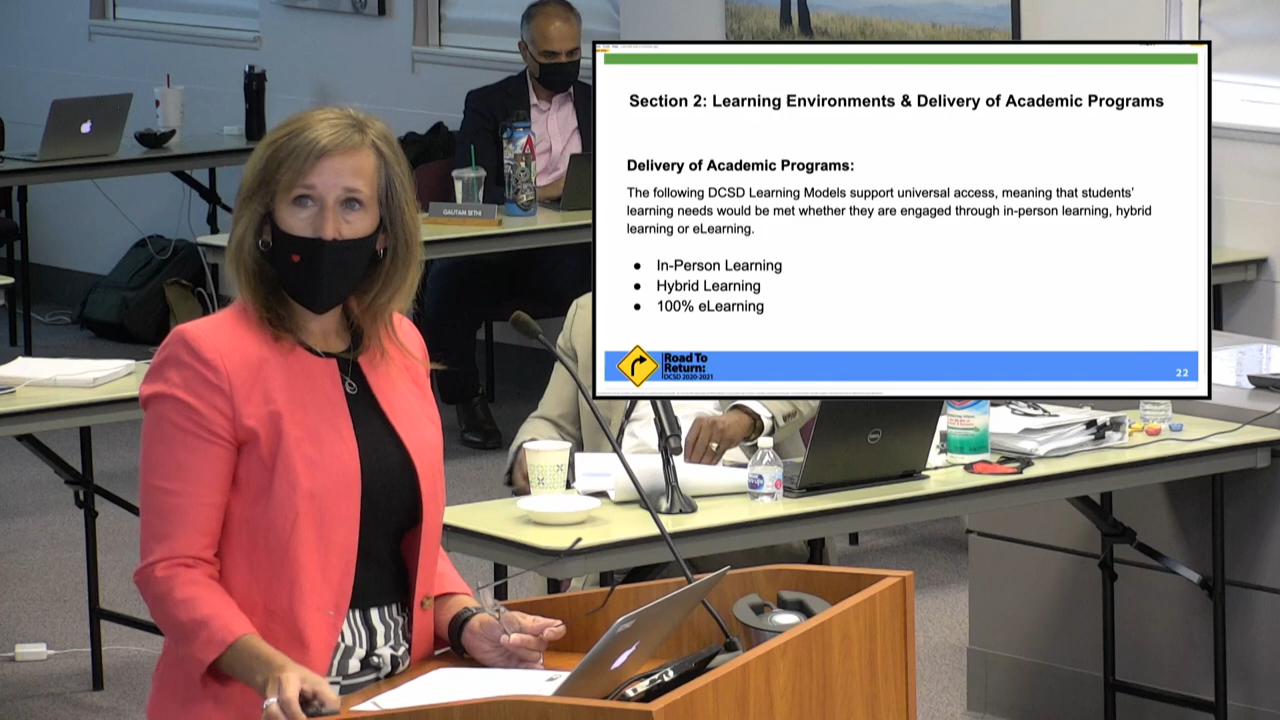 Section 2: Learning Environments & Delivery of Academic Programs
Delivery of Academic Programs:
The following DCSD Learning Models support universal access, meaning that students'
learning needs would be met whether they are engaged through in-person learning, hybrid
learning or eLearning.
● In-Person Learning
● Hybrid Learning
● 100% eLearning
Road To
Return:
DCSD 2020-2021
22
GAUTAM SETHI
DELL